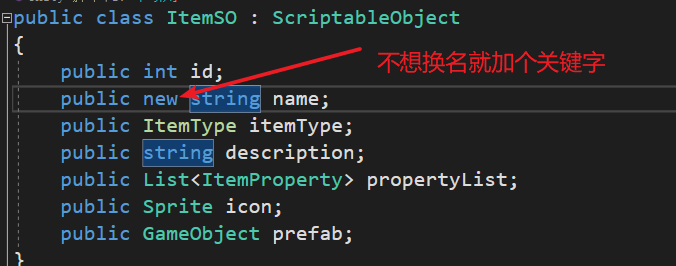 public class ItemSO : ScriptableObject
{
public int id;
不想换名就加个关键字
public new string name;
public ItemType itemType;
public string description;
public List<ItemProperty> propertyList;
public Sprite icon;
public GameObject prefab;
}